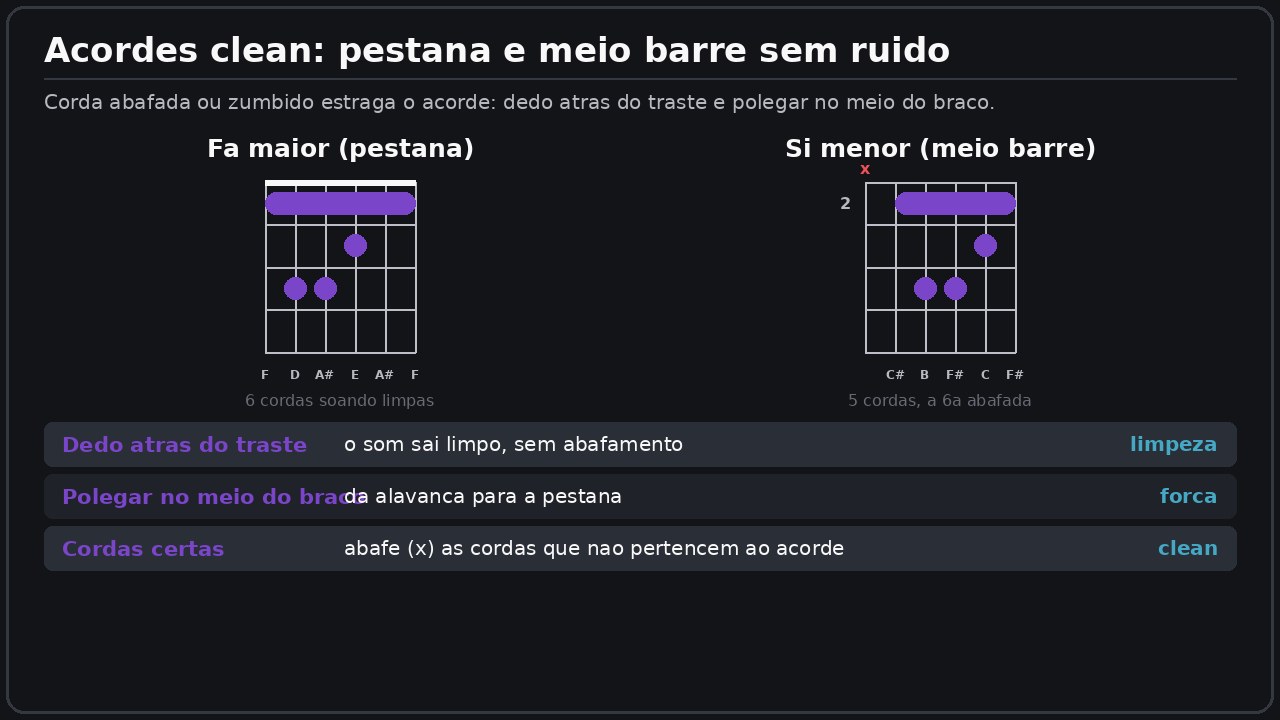 Acordes clean: pestana e meio barre sem ruido
Corda abafada ou zumbido estraga o acorde: dedo atras do traste e polegar no meio do braco.
Fa maior (pestana)
F D A# E A# F
6 cordas soando limpas
Si menor (meio barre)
x
2
C# B F# C F#
5 cordas, a 6a abafada
Dedo atras do traste o som sai limpo, sem abafamento limpeza
Polegar no meio do braco da alavanca para a pestana forca
Cordas certas abafe (x) as cordas que nao pertencem ao acorde clean